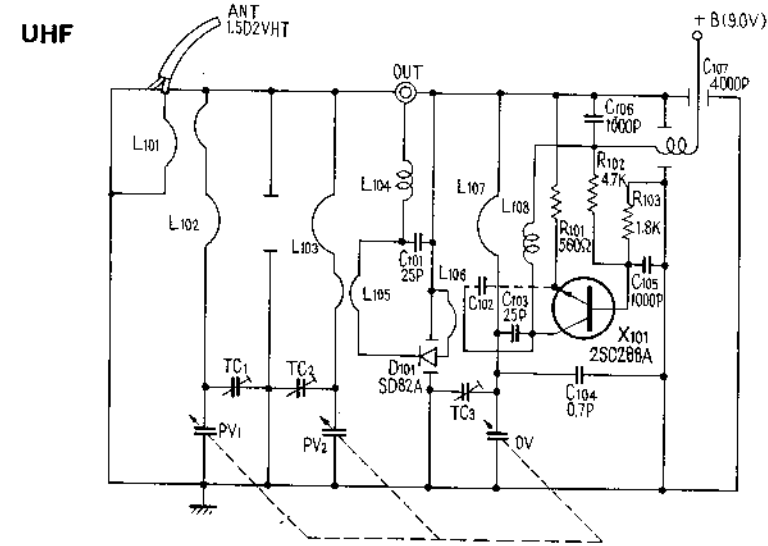 UHF
ANT
1.5D2VHT
+B(9.0V)
OUT
C107
4000P
C106
1000P
L101
L102
L103
L104
L107
L108
R102
4.7K
R103
1.8K
R101
560Ω
C101
25P
L105
L106
C102
C103
25P
C105
1000P
X101
2SC288A
D101
SD82A
TC1
TC2
TC3
C104
0.7P
PV1
PV2
DV